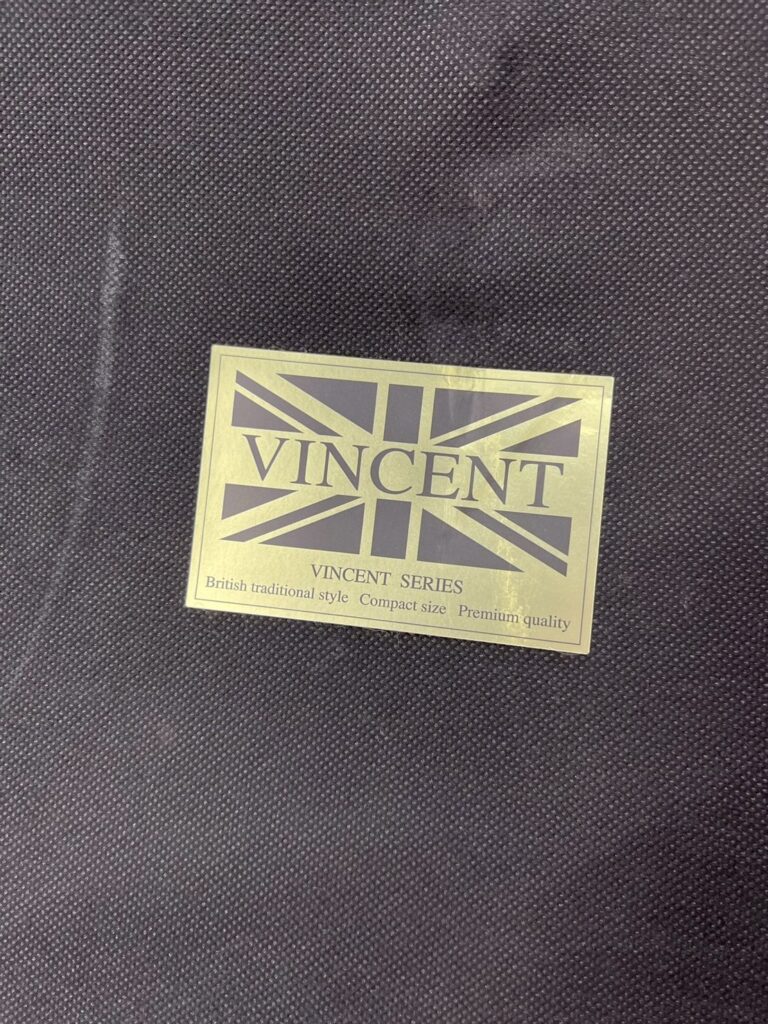 VINCENT
VINCENT SERIES
British traditional style Compact size Premium quality